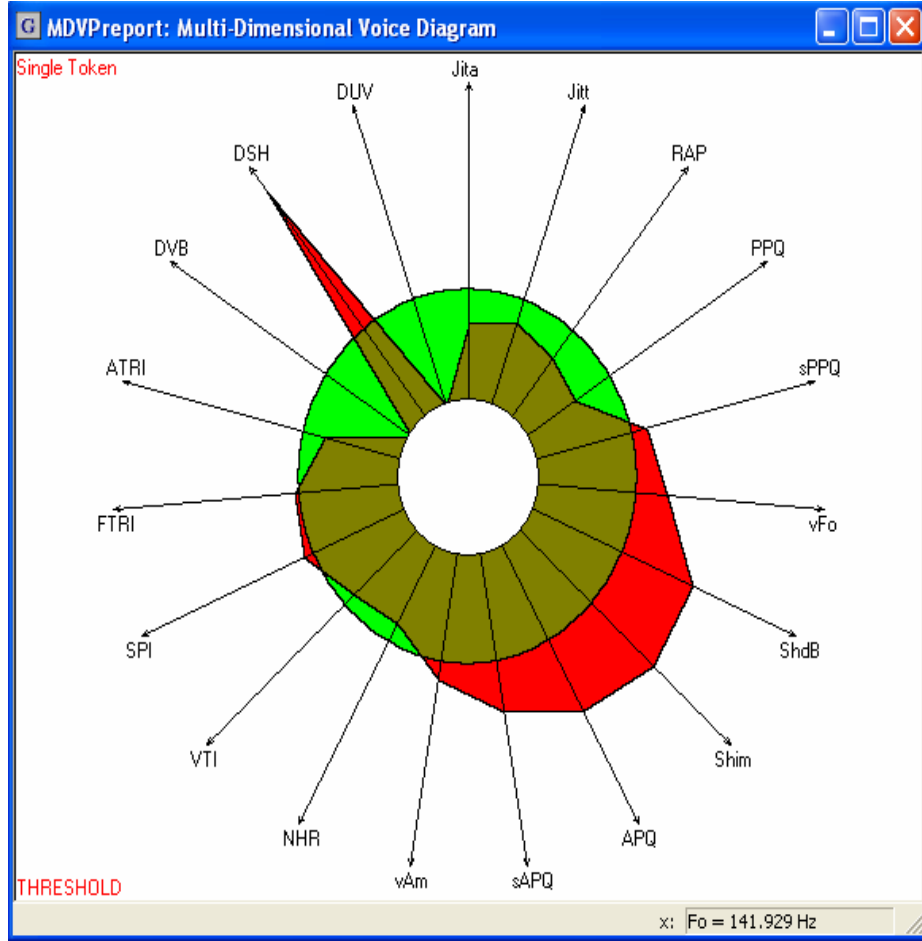 G MDVPreport: Multi-Dimensional Voice Diagram
Single Token
Jita
DUV
Jitt
DSH
RAP
DVB
PPQ
ATRI
sPPQ
FTRI
vFo
SPI
ShdB
VTI
Shim
NHR
APQ
vAm
sAPQ
THRESHOLD
x: Fo = 141.929 Hz